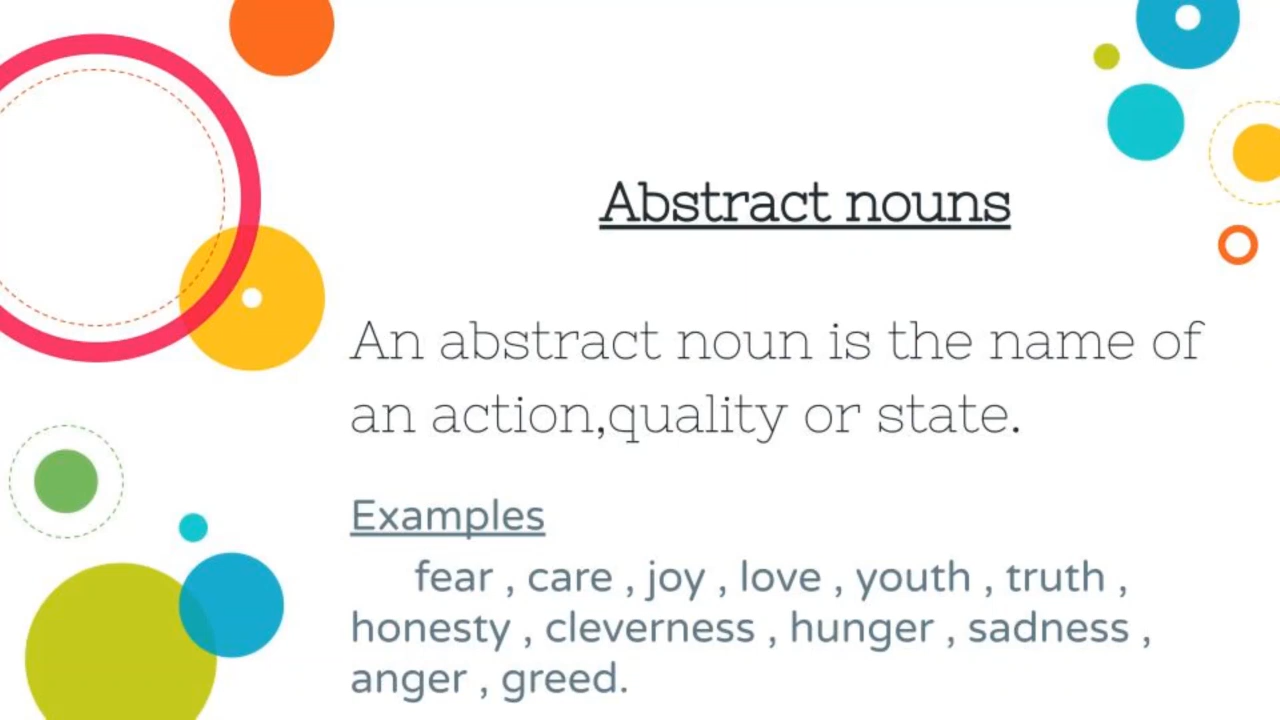 Abstract nouns
An abstract noun is the name of
an action,quality or state.
Examples
fear , care , joy , love , youth , truth ,
honesty , cleverness , hunger , sadness ,
anger , greed.